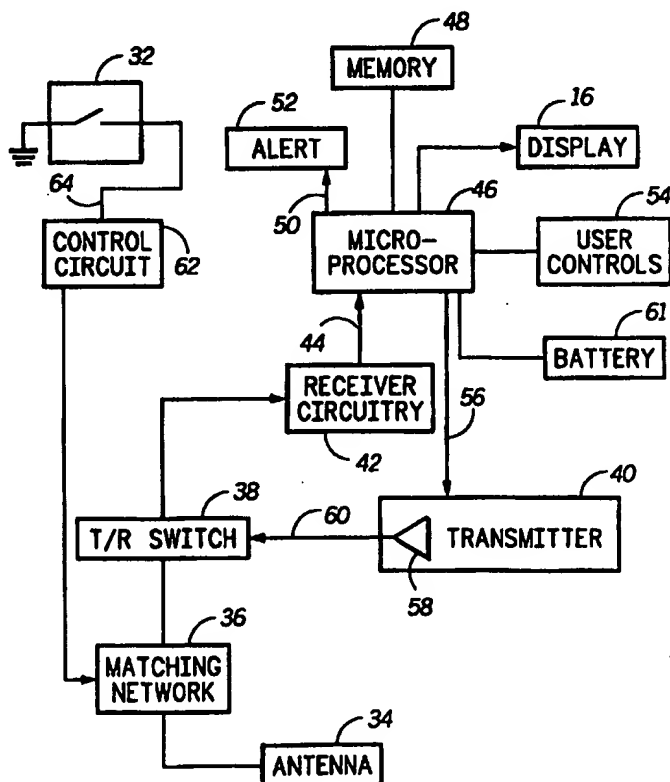 48
32
MEMORY
52
16
ALERT
DISPLAY
64
50
46
54
CONTROL
CIRCUIT
62
MICRO-
PROCESSOR
USER
CONTROLS
61
44
BATTERY
RECEIVER
CIRCUITRY
56
42
38
40
T/R SWITCH
60
TRANSMITTER
58
36
MATCHING
NETWORK
34
ANTENNA